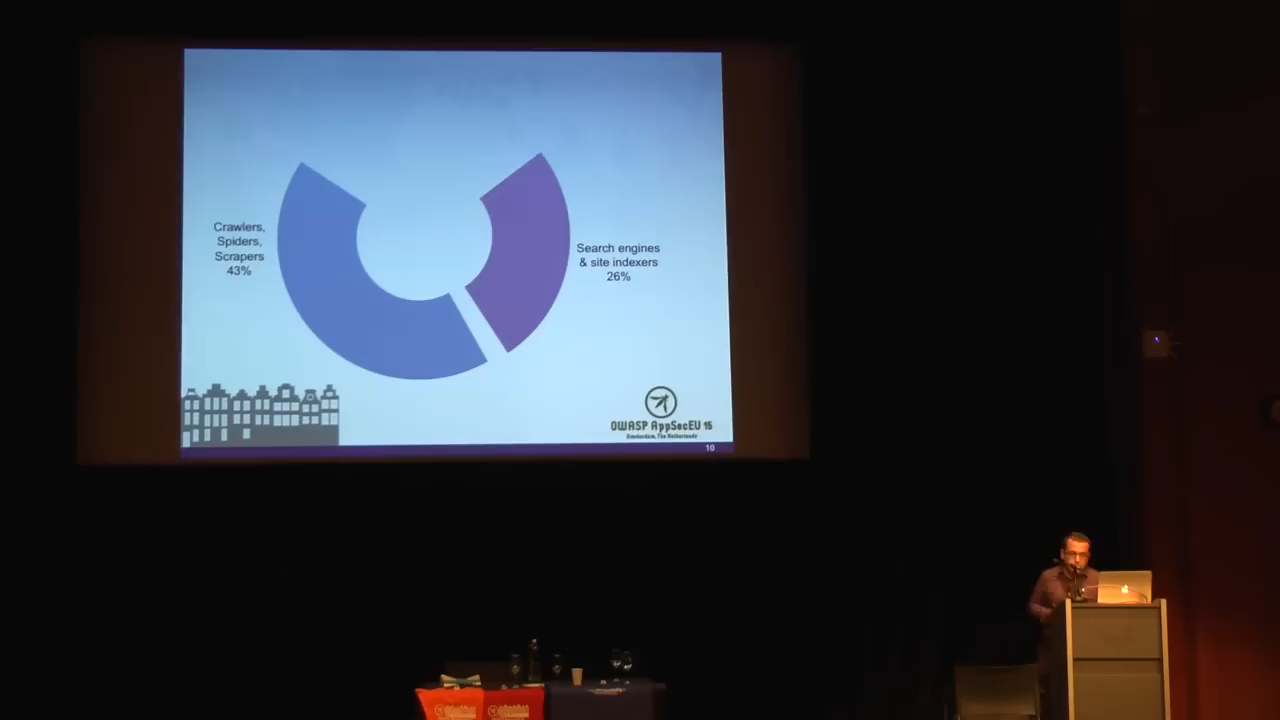 Crawlers,
Spiders,
Scrapers
43%
Search engines
& site indexers
26%
OWASP AppSecEU 16
Amsterdam, The Netherlands
10